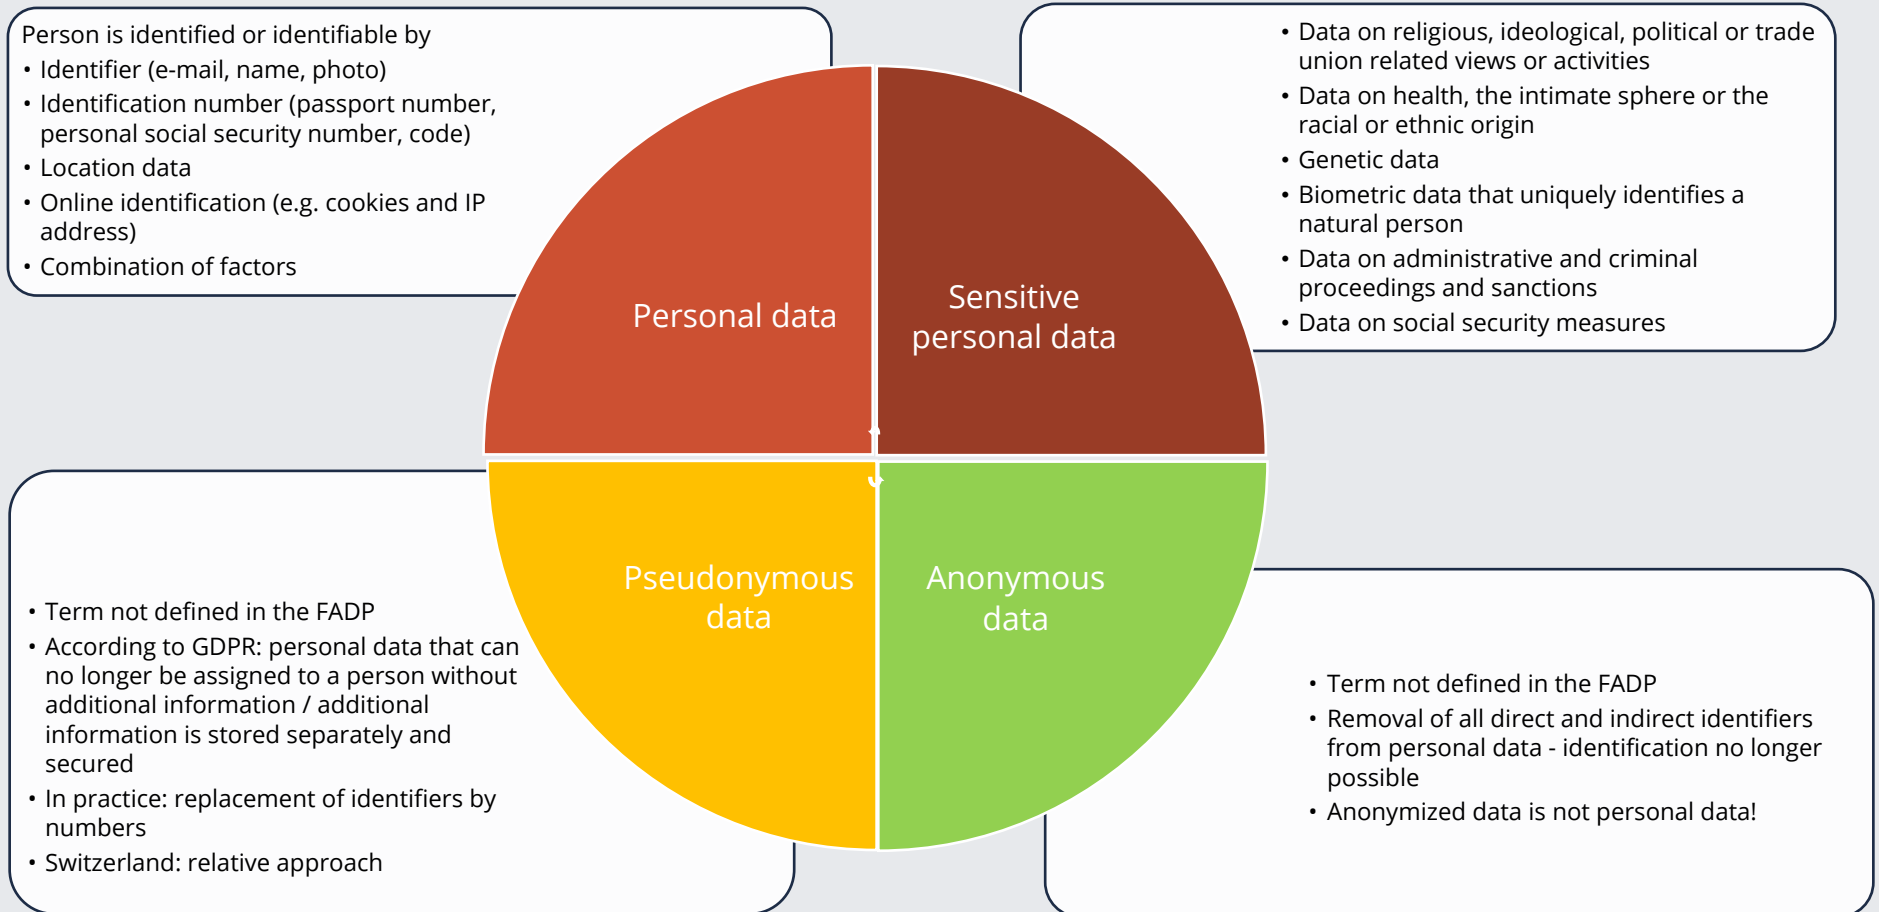 Person is identified or identifiable by
• Identifier (e-mail, name, photo)
• Identification number (passport number,
personal social security number, code)
• Location data
• Online identification (e.g. cookies and IP
address)
• Combination of factors
Personal data
Sensitive
personal data
• Data on religious, ideological, political or trade
union related views or activities
• Data on health, the intimate sphere or the
racial or ethnic origin
• Genetic data
• Biometric data that uniquely identifies a
natural person
• Data on administrative and criminal
proceedings and sanctions
• Data on social security measures
• Term not defined in the FADP
• According to GDPR: personal data that can
no longer be assigned to a person without
additional information / additional
information is stored separately and
secured
• In practice: replacement of identifiers by
numbers
• Switzerland: relative approach
Pseudonymous
data
Anonymous
data
• Term not defined in the FADP
• Removal of all direct and indirect identifiers
from personal data - identification no longer
possible
• Anonymized data is not personal data!